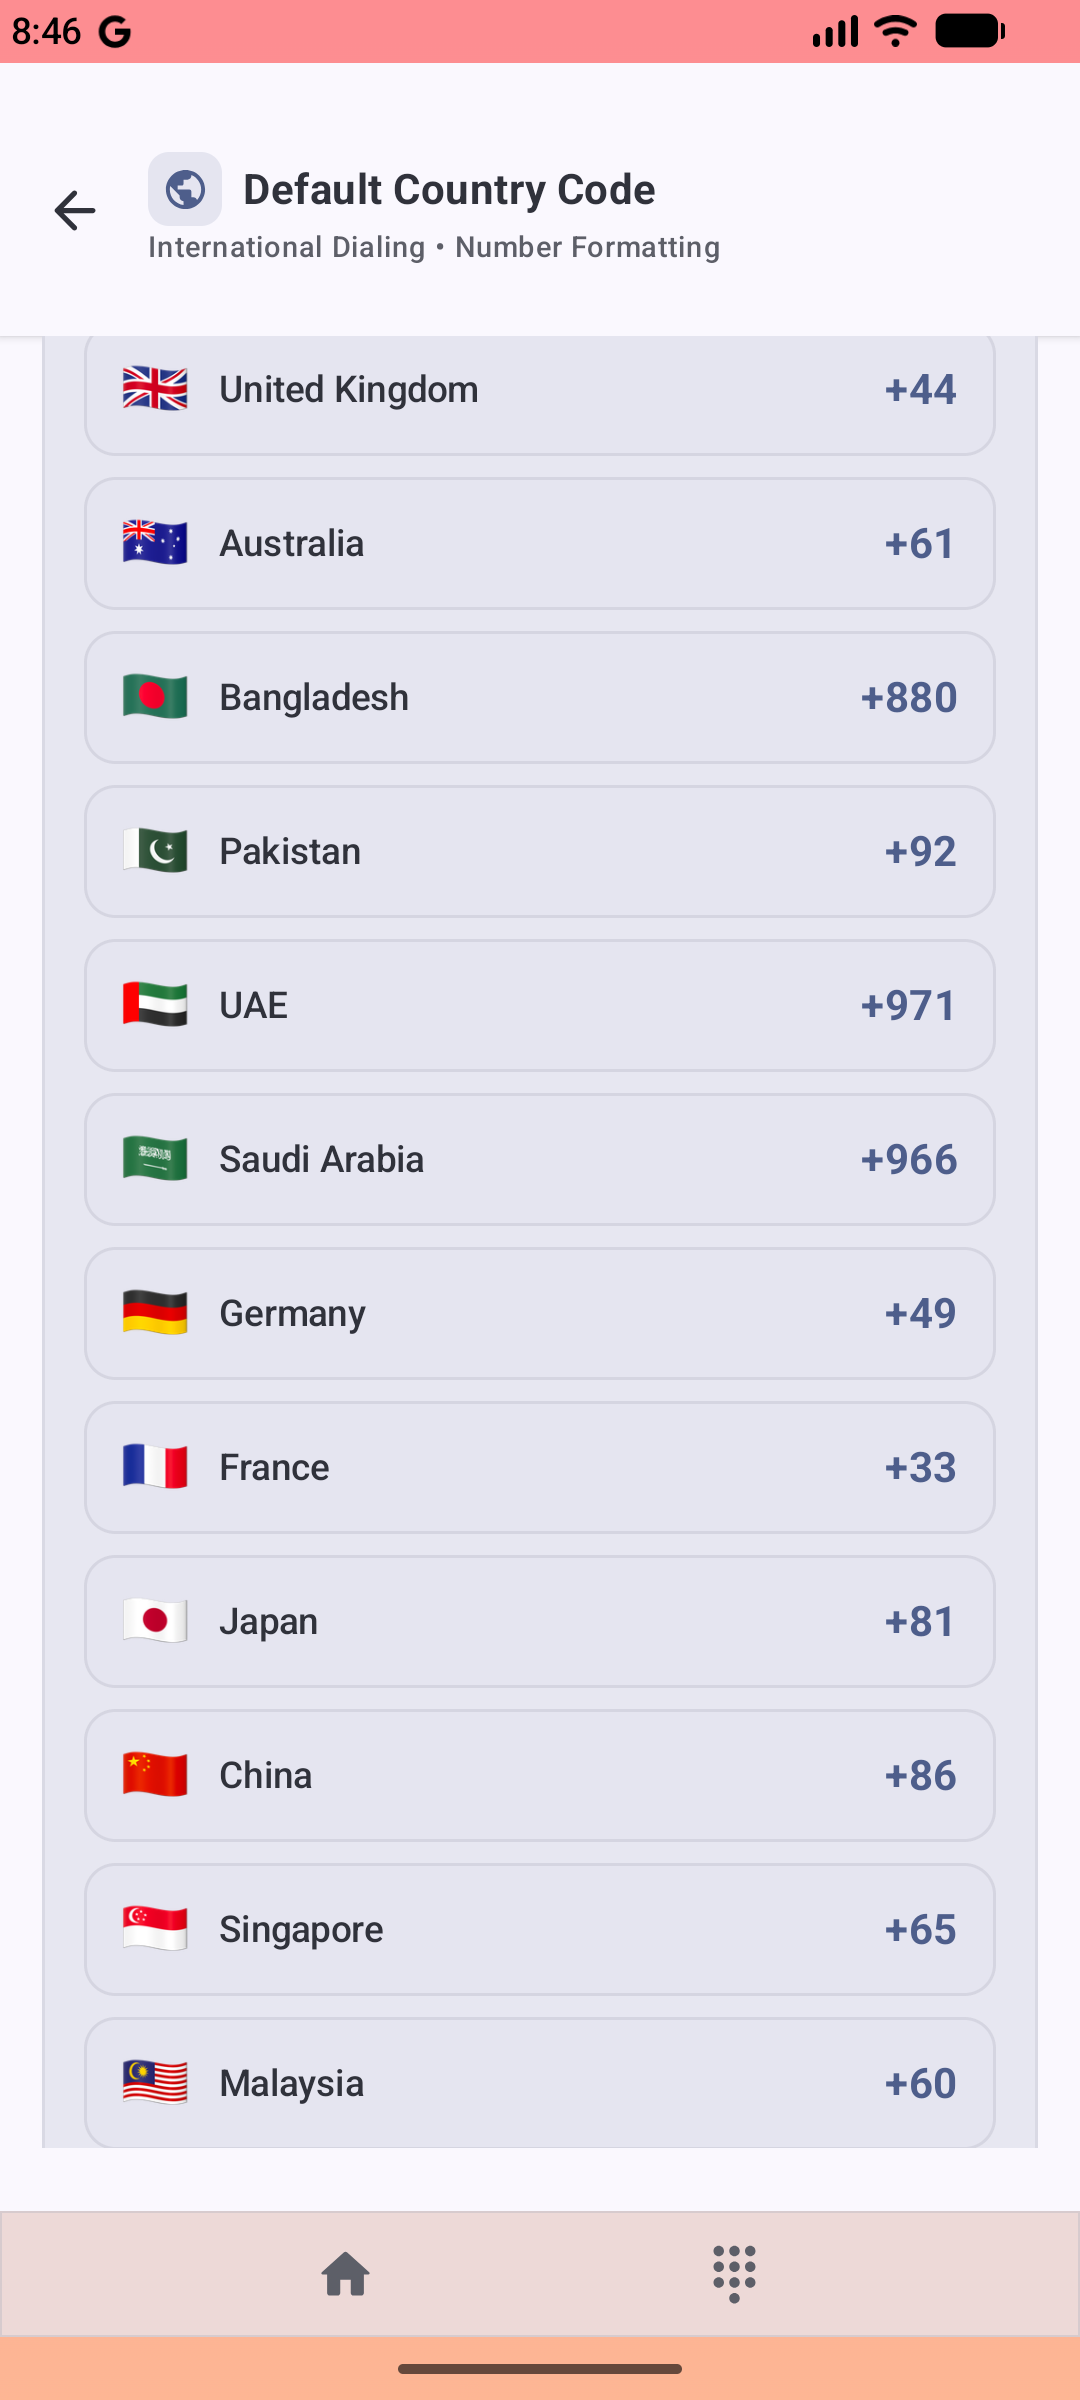 8:46
Default Country Code
International Dialing • Number Formatting
United Kingdom +44
Australia +61
Bangladesh +880
Pakistan +92
UAE +971
Saudi Arabia +966
Germany +49
France +33
Japan +81
China +86
Singapore +65
Malaysia +60